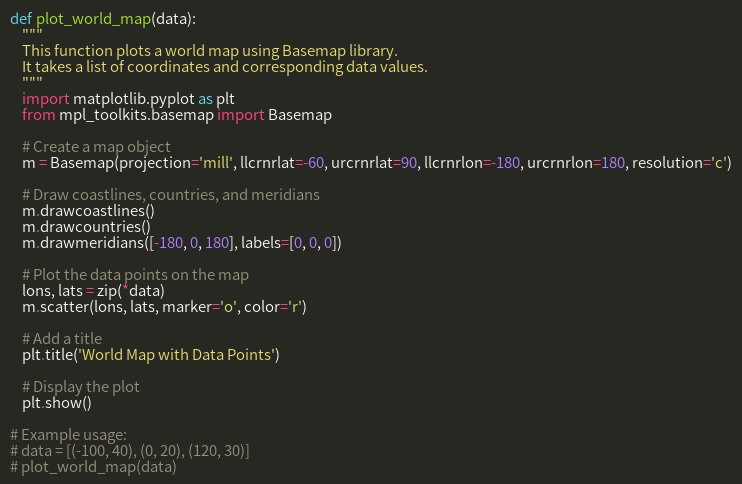 def plot_world_map(data):
    """
    This function plots a world map using Basemap library.
    It takes a list of coordinates and corresponding data values.
    """
    import matplotlib.pyplot as plt
    from mpl_toolkits.basemap import Basemap

    # Create a map object
    m = Basemap(projection='mill', llcrnrlat=-60, urcrnrlat=90, llcrnrlon=-180, urcrnrlon=180, resolution='c')

    # Draw coastlines, countries, and meridians
    m.drawcoastlines()
    m.drawcountries()
    m.drawmeridians([-180, 0, 180], labels=[0, 0, 0])

    # Plot the data points on the map
    lons, lats = zip(*data)
    m.scatter(lons, lats, marker='o', color='r')

    # Add a title
    plt.title('World Map with Data Points')

    # Display the plot
    plt.show()

# Example usage:
# data = [(-100, 40), (0, 20), (120, 30)]
# plot_world_map(data)